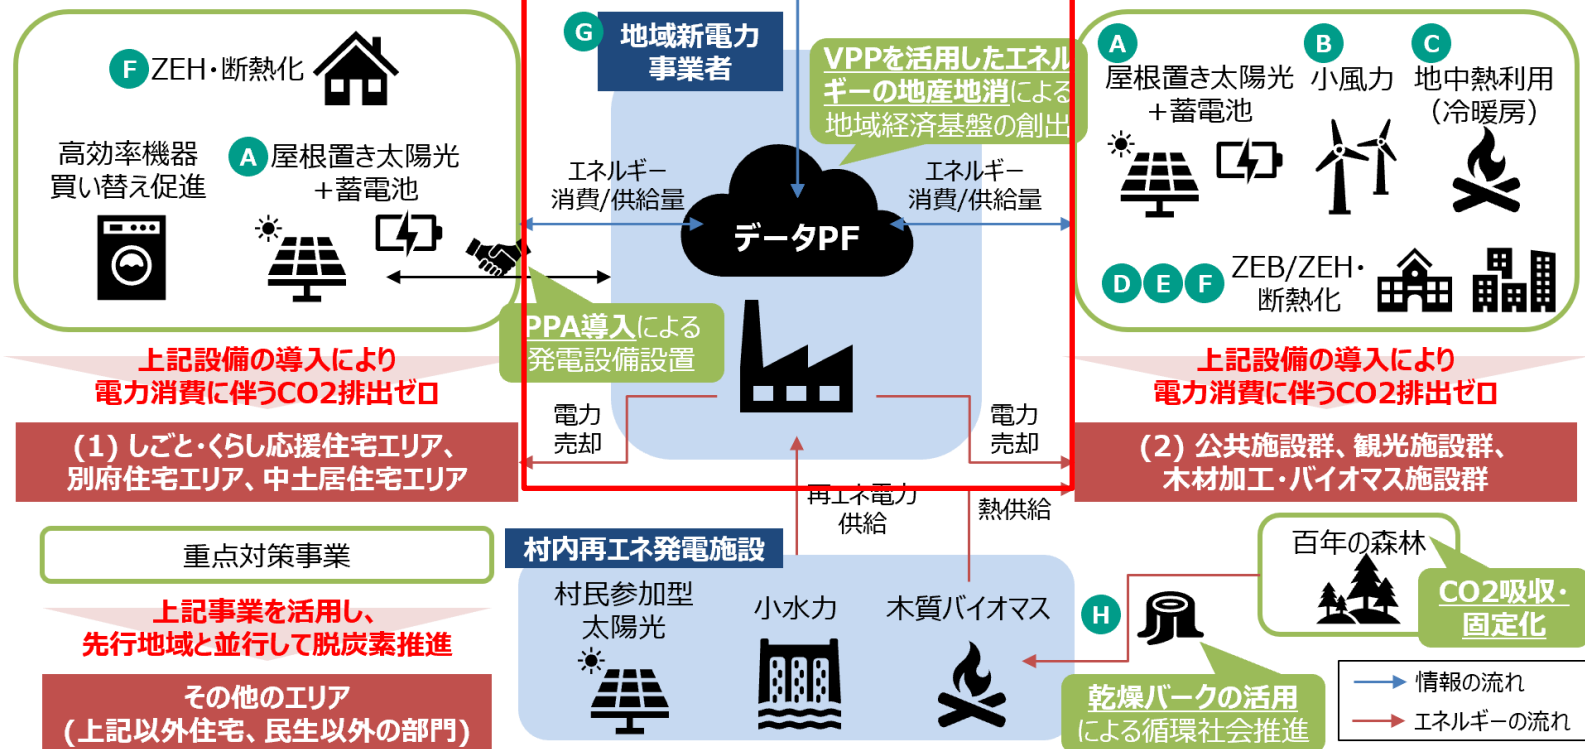 F ZEH・断熱化
高効率機器
買い替え促進
A 屋根置き太陽光
+蓄電池
G 地域新電力
事業者
VPPを活用したエネル
ギーの地産地消による
地域経済基盤の創出
エネルギー
消費/供給量
データPF
エネルギー
消費/供給量
PPA導入による
発電設備設置
A
屋根置き太陽光
+蓄電池
B
小風力
C
地中熱利用
(冷暖房)
D E F ZEB/ZEH・
断熱化
上記設備の導入により
電力消費に伴うCO2排出ゼロ
(1) しごと・くらし応援住宅エリア、
別府住宅エリア、中土居住宅エリア
電力
売却
電力
売却
上記設備の導入により
電力消費に伴うCO2排出ゼロ
(2) 公共施設群、観光施設群、
木材加工・バイオマス施設群
再エネ電力
供給
熱供給
重点対策事業
上記事業を活用し、
先行地域と並行して脱炭素推進
その他のエリア
(上記以外住宅、民生以外の部門)
村内再エネ発電施設
村民参加型
太陽光
小水力
木質バイオマス
H
百年の森林
CO2吸収・
固定化
乾燥バークの活用
による循環社会推進
情報の流れ
エネルギーの流れ